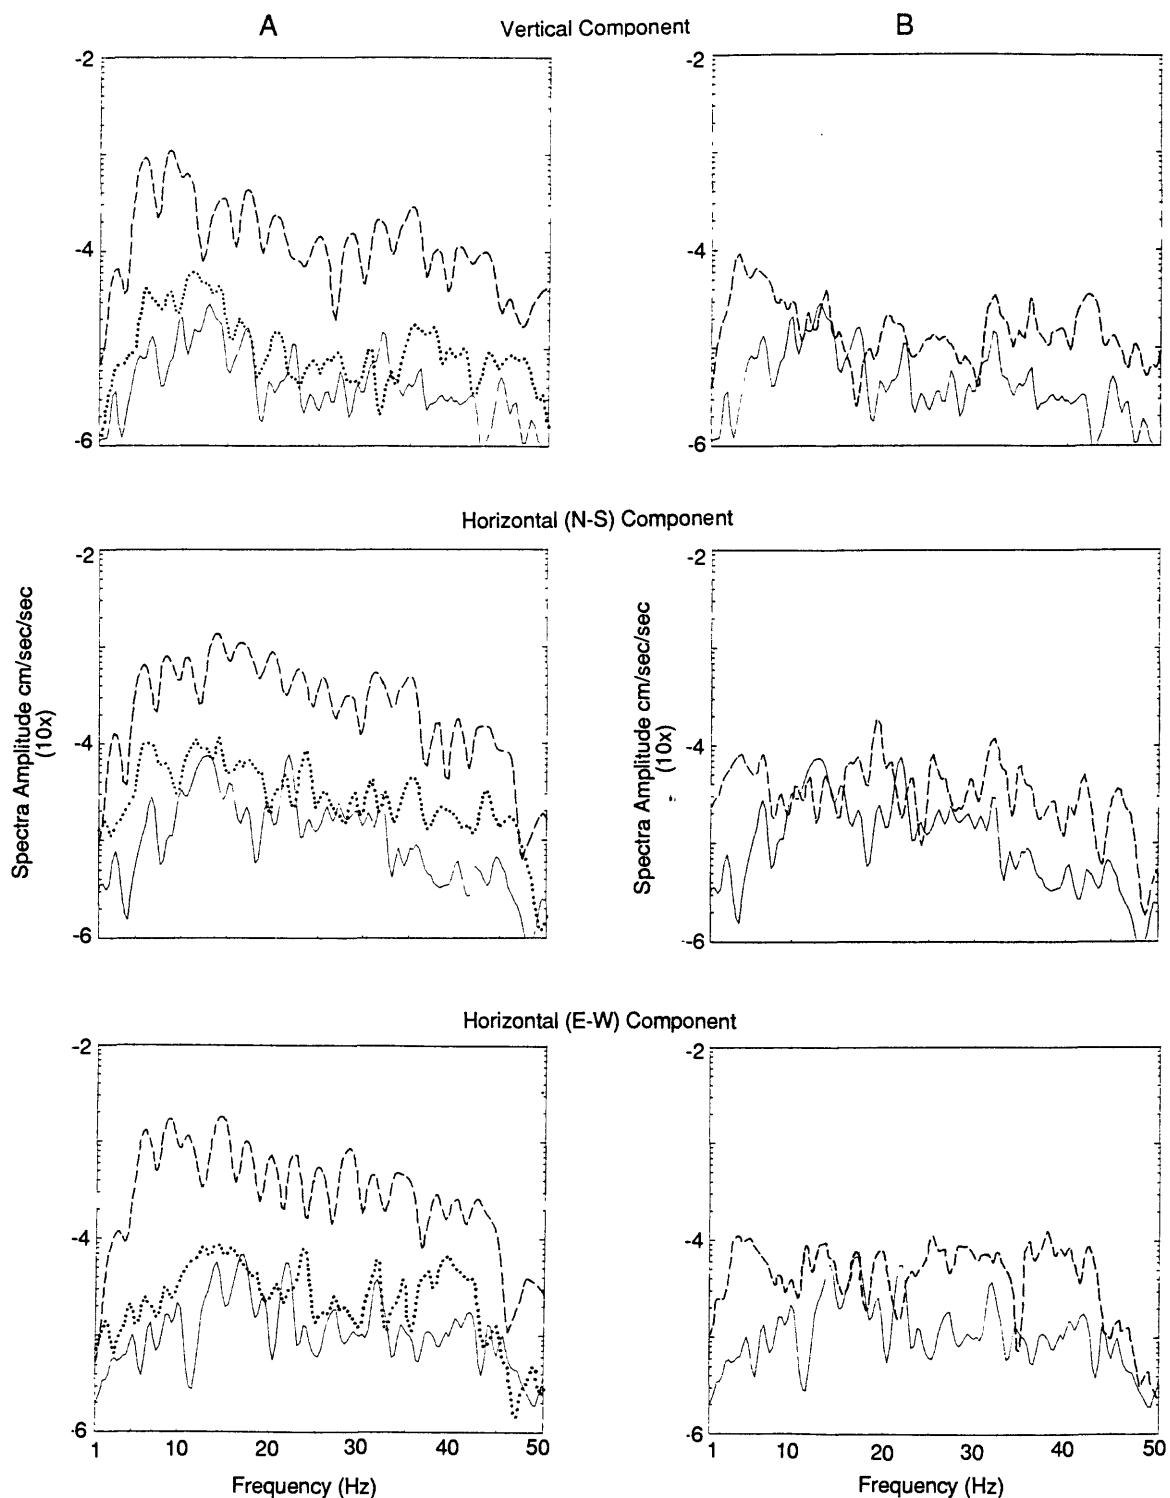 A
B
Vertical Component
-2
-4
-6
-2
-4
-6
Horizontal (N-S) Component
-2
-4
-6
Spectra Amplitude cm/sec/sec
(10x)
-2
-4
-6
Spectra Amplitude cm/sec/sec
(10x)
Horizontal (E-W) Component
-2
-4
-6
1 10 20 30 40 50
Frequency (Hz)
-2
-4
-6
1 10 20 30 40 50
Frequency (Hz)